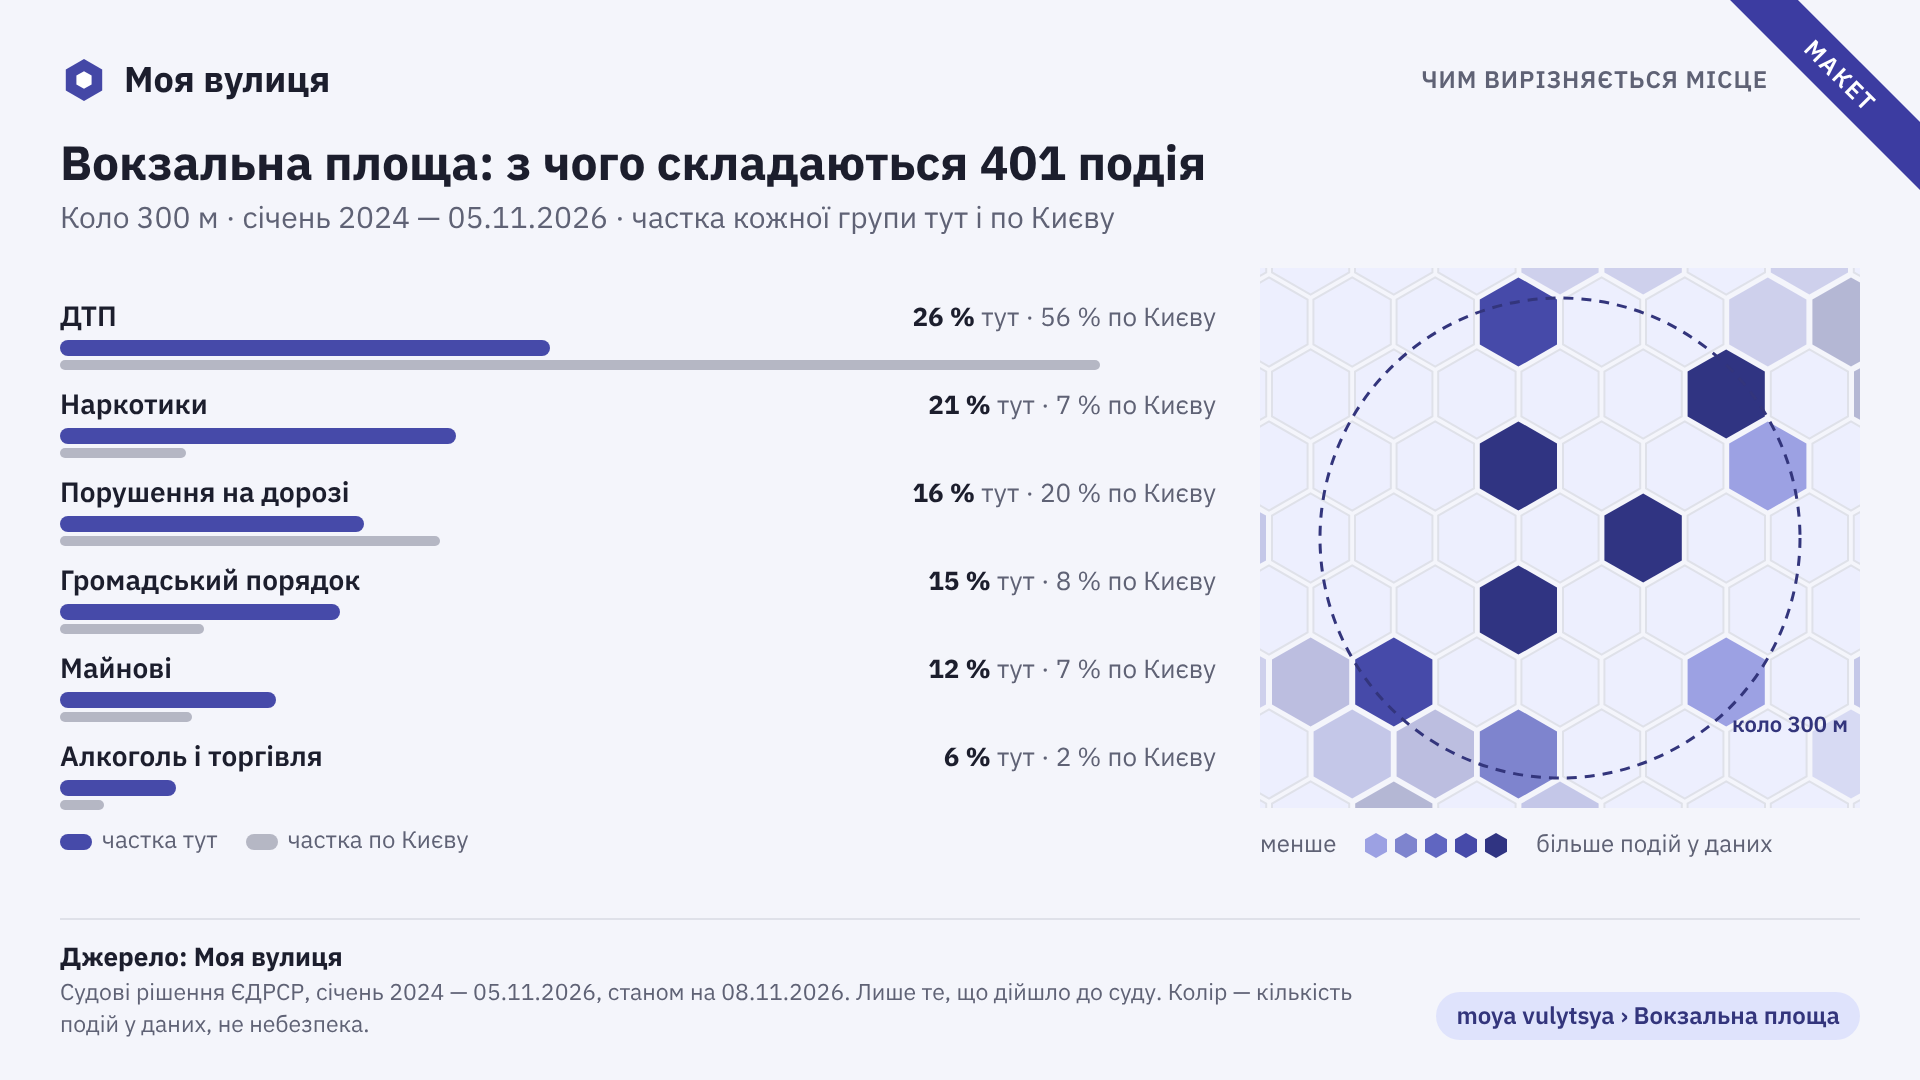 Моя вулиця
ЧИМ ВИРІЗНЯЄТЬСЯ МІСЦЕ
МАКЕТ
Вокзальна площа: з чого складаються 401 подія
Коло 300 м · січень 2024 — 05.11.2026 · частка кожної групи тут і по Києву
ДТП
26 % тут · 56 % по Києву
Наркотики
21 % тут · 7 % по Києву
Порушення на дорозі
16 % тут · 20 % по Києву
Громадський порядок
15 % тут · 8 % по Києву
Майнові
12 % тут · 7 % по Києву
Алкоголь і торгівля
6 % тут · 2 % по Києву
частка тут
частка по Києву
коло 300 м
менше
більше подій у даних
Джерело: Моя вулиця
Судові рішення ЄДРСР, січень 2024 — 05.11.2026, станом на 08.11.2026. Лише те, що дійшло до суду. Колір — кількість
подій у даних, не небезпека.
moya vulytsya › Вокзальна площа